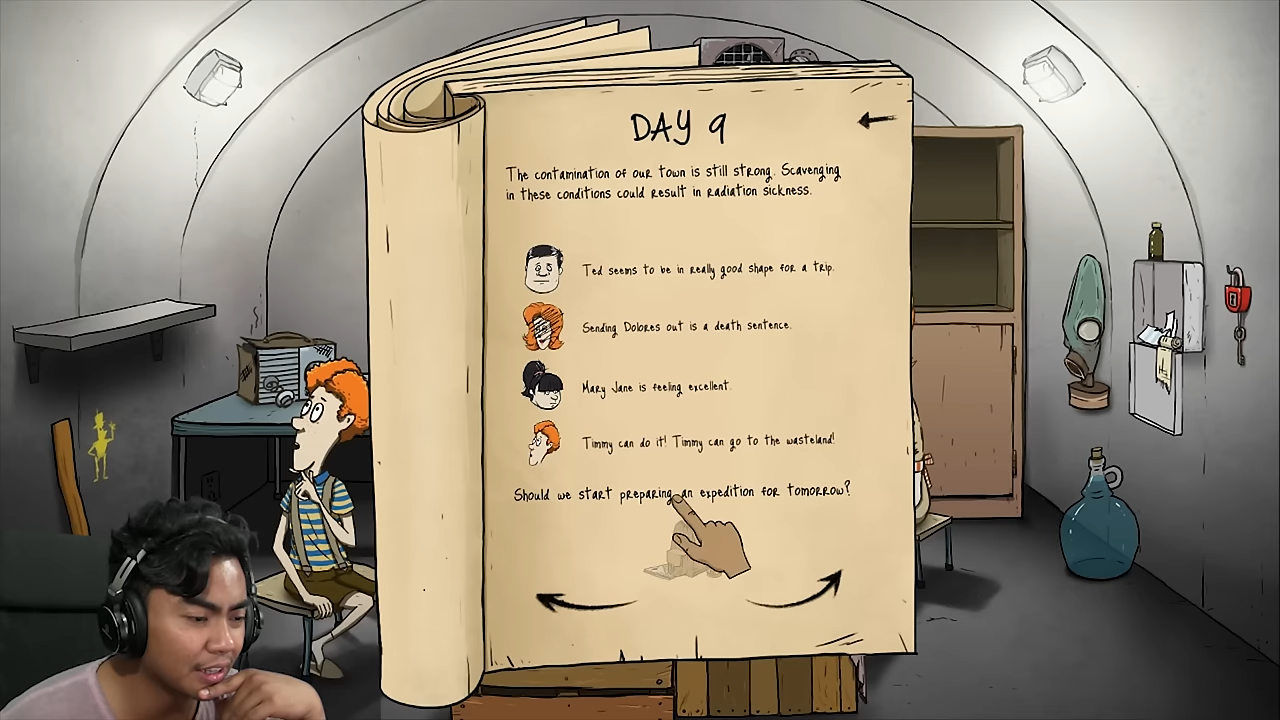 DAY 9
The contamination of our town is still strong. Scavenging
in these conditions could result in radiation sickness.
Ted seems to be in really good shape for a trip.
Sending Dolores out is a death sentence.
Mary Jane is feeling excellent.
Timmy can do it! Timmy can go to the wasteland!
Should we start preparing an expedition for tomorrow?